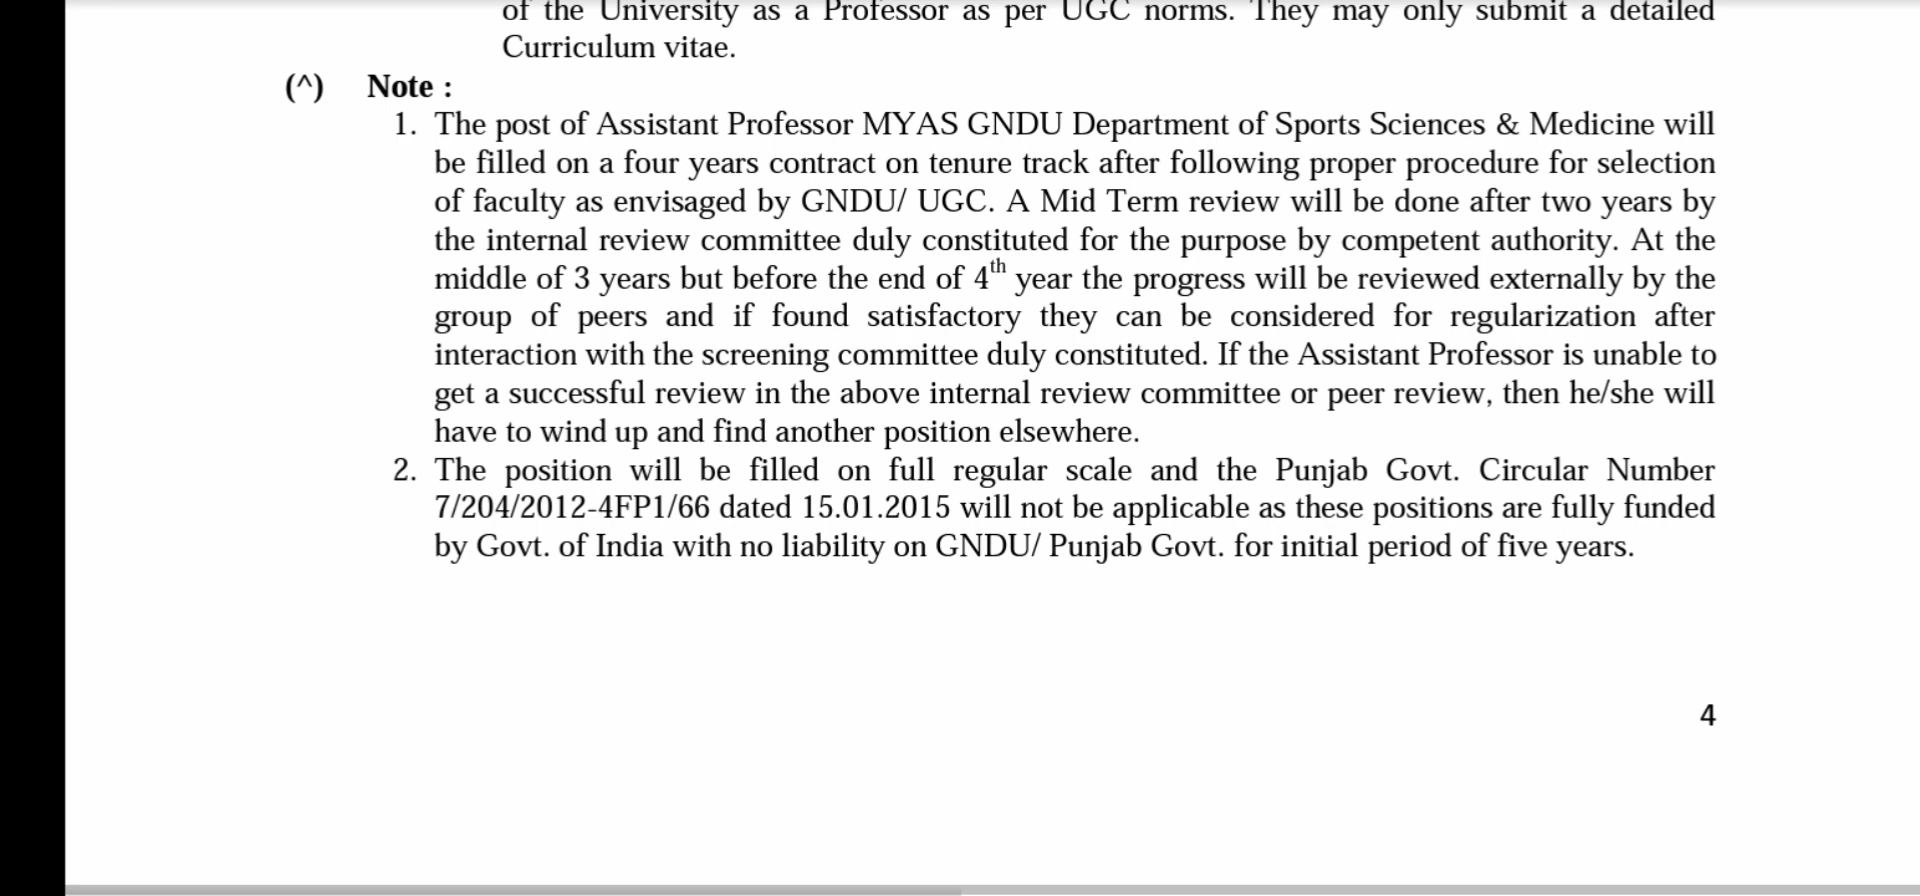 of the University as a Professor as per UGC norms. They may only submit a detailed
Curriculum vitae.
(^) Note :
1. The post of Assistant Professor MYAS GNDU Department of Sports Sciences & Medicine will
be filled on a four years contract on tenure track after following proper procedure for selection
of faculty as envisaged by GNDU/ UGC. A Mid Term review will be done after two years by
the internal review committee duly constituted for the purpose by competent authority. At the
middle of 3 years but before the end of 4th year the progress will be reviewed externally by the
group of peers and if found satisfactory they can be considered for regularization after
interaction with the screening committee duly constituted. If the Assistant Professor is unable to
get a successful review in the above internal review committee or peer review, then he/she will
have to wind up and find another position elsewhere.
2. The position will be filled on full regular scale and the Punjab Govt. Circular Number
7/204/2012-4FP1/66 dated 15.01.2015 will not be applicable as these positions are fully funded
by Govt. of India with no liability on GNDU/ Punjab Govt. for initial period of five years.
4